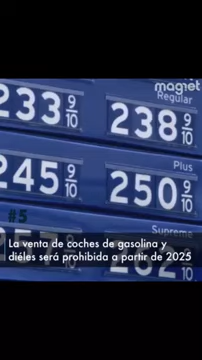 magnet
Regular
233 9/10
238 9/10
Plus
245 9/10
250 9/10
#5
Supreme
La venta de coches de gasolina y
diéles será prohibida a partir de 2025